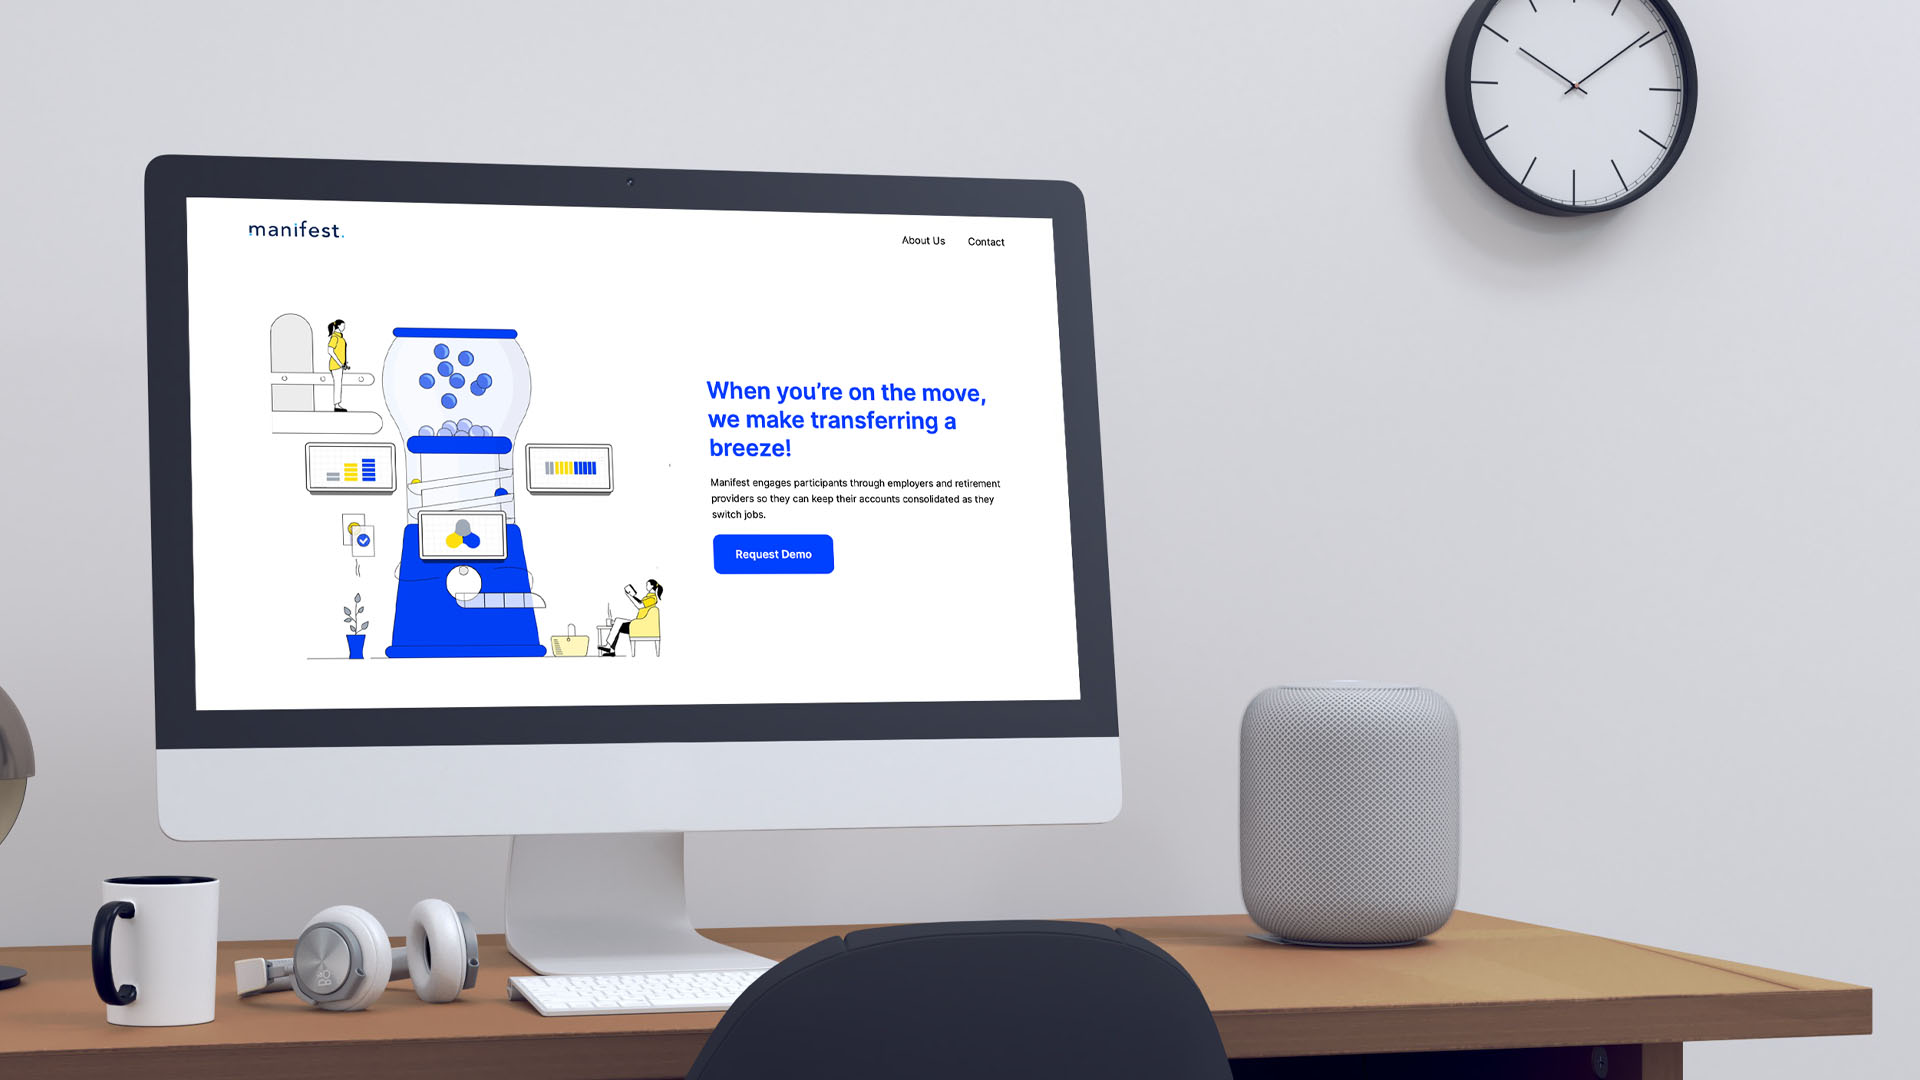 manifest.
About Us
Contact
When you’re on the move,
we make transferring a
breeze!
Manifest engages participants through employers and retirement
providers so they can keep their accounts consolidated as they
switch jobs.
Request Demo
B&O